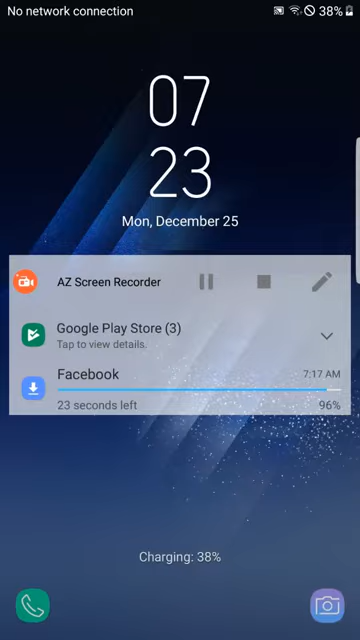 No network connection
38%
07
23
Mon, December 25
AZ Screen Recorder
Google Play Store (3)
Tap to view details.
Facebook
7:17 AM
23 seconds left
96%
Charging: 38%